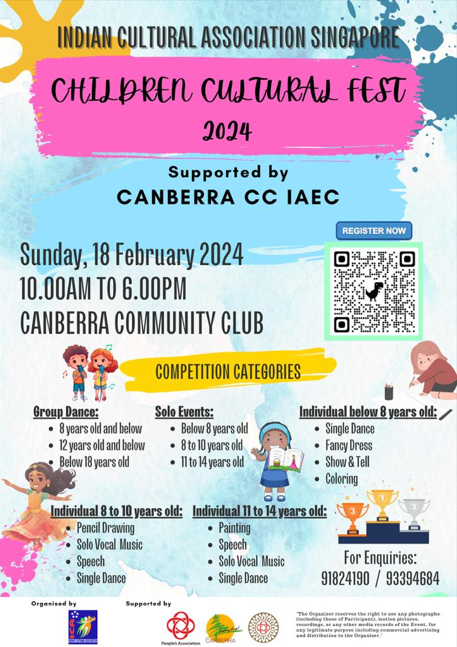 INDIAN CULTURAL ASSOCIATION SINGAPORE
CHILDREN CULTURAL FEST
2024
Supported by
CANBERRA CC IAEC
REGISTER NOW
Sunday, 18 February 2024
10.00AM TO 6.00PM
CANBERRA COMMUNITY CLUB
COMPETITION CATEGORIES
Group Dance:
8 years old and below
12 years old and below
Below 18 years old
Solo Events:
Below 8 years old
8 to 10 years old
11 to 14 years old
Individual below 8 years old:
Single Dance
Fancy Dress
Show & Tell
Coloring
Individual 8 to 10 years old:
Pencil Drawing
Solo Vocal Music
Speech
Single Dance
Individual 11 to 14 years old:
Painting
Speech
Solo Vocal Music
Single Dance
3
1
2
For Enquiries:
91824190 / 93394684
Organised by
Supported by
People's Association
CANBERRA
"The Organiser reserves the right to use any photographs
(including those of Participant), motion pictures,
recordings, or any other media records of the Event, for
any legitimate purpose including commercial advertising
and distribution to the Organiser."